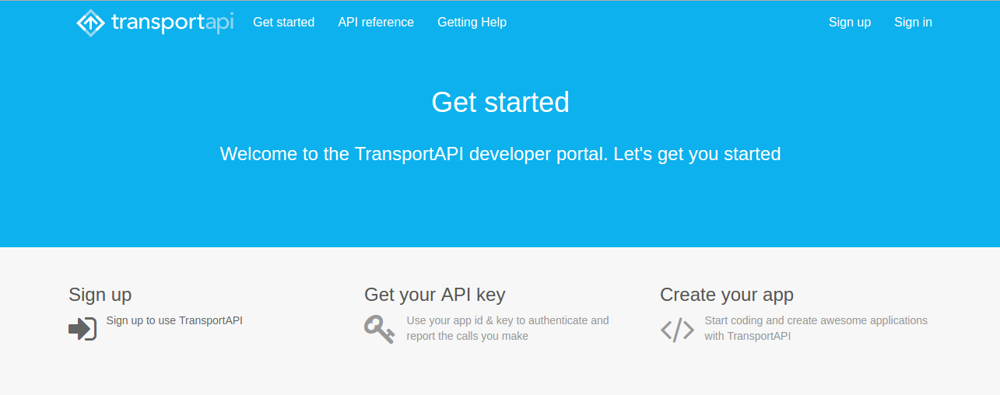 transportapi Get started API reference Getting Help Sign up Sign in
Get started
Welcome to the TransportAPI developer portal. Let's get you started
Sign up
Sign up to use TransportAPI
Get your API key
Use your app id & key to authenticate and
report the calls you make
Create your app
Start coding and create awesome applications
with TransportAPI